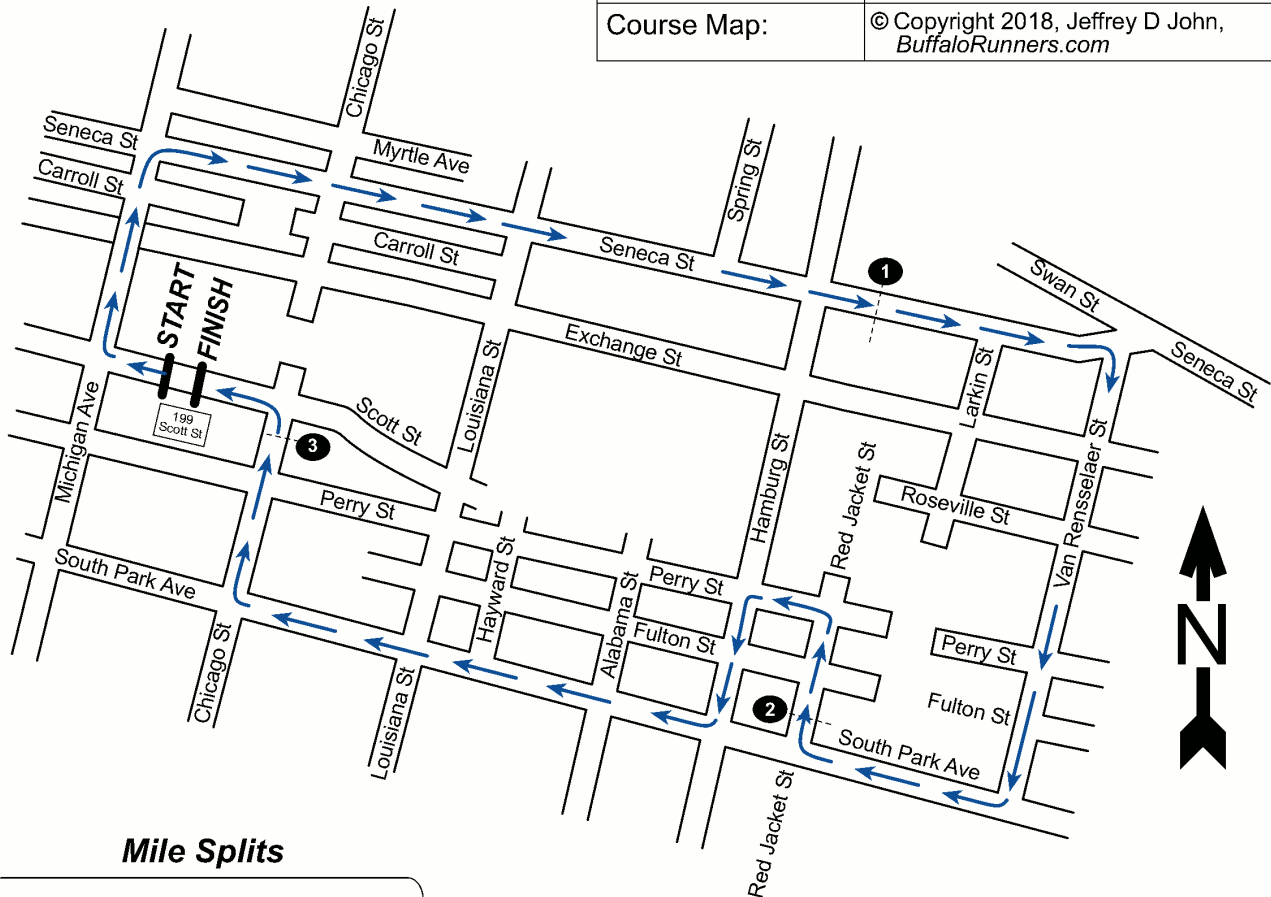 Course Map:
© Copyright 2018, Jeffrey D John,
BuffaloRunners.com
Chicago St
Seneca St
Myrtle Ave
Carroll St
Spring St
Carroll St
Seneca St
1
Swan St
START
FINISH
Exchange St
Seneca St
Louisiana St
Larkin St
Michigan Ave
199
Scott St
Scott St
3
Hamburg St
Red Jacket St
Van Rensselaer St
Roseville St
Perry St
South Park Ave
Hayward St
Alabama St
Perry St
Fulton St
Perry St
N
Chicago St
Louisiana St
2
Fulton St
South Park Ave
Red Jacket St
Mile Splits